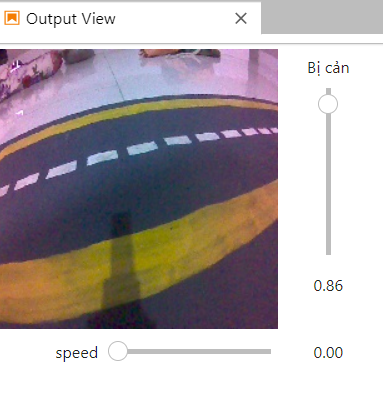 Output View
Bị cản
0.86
speed
0.00